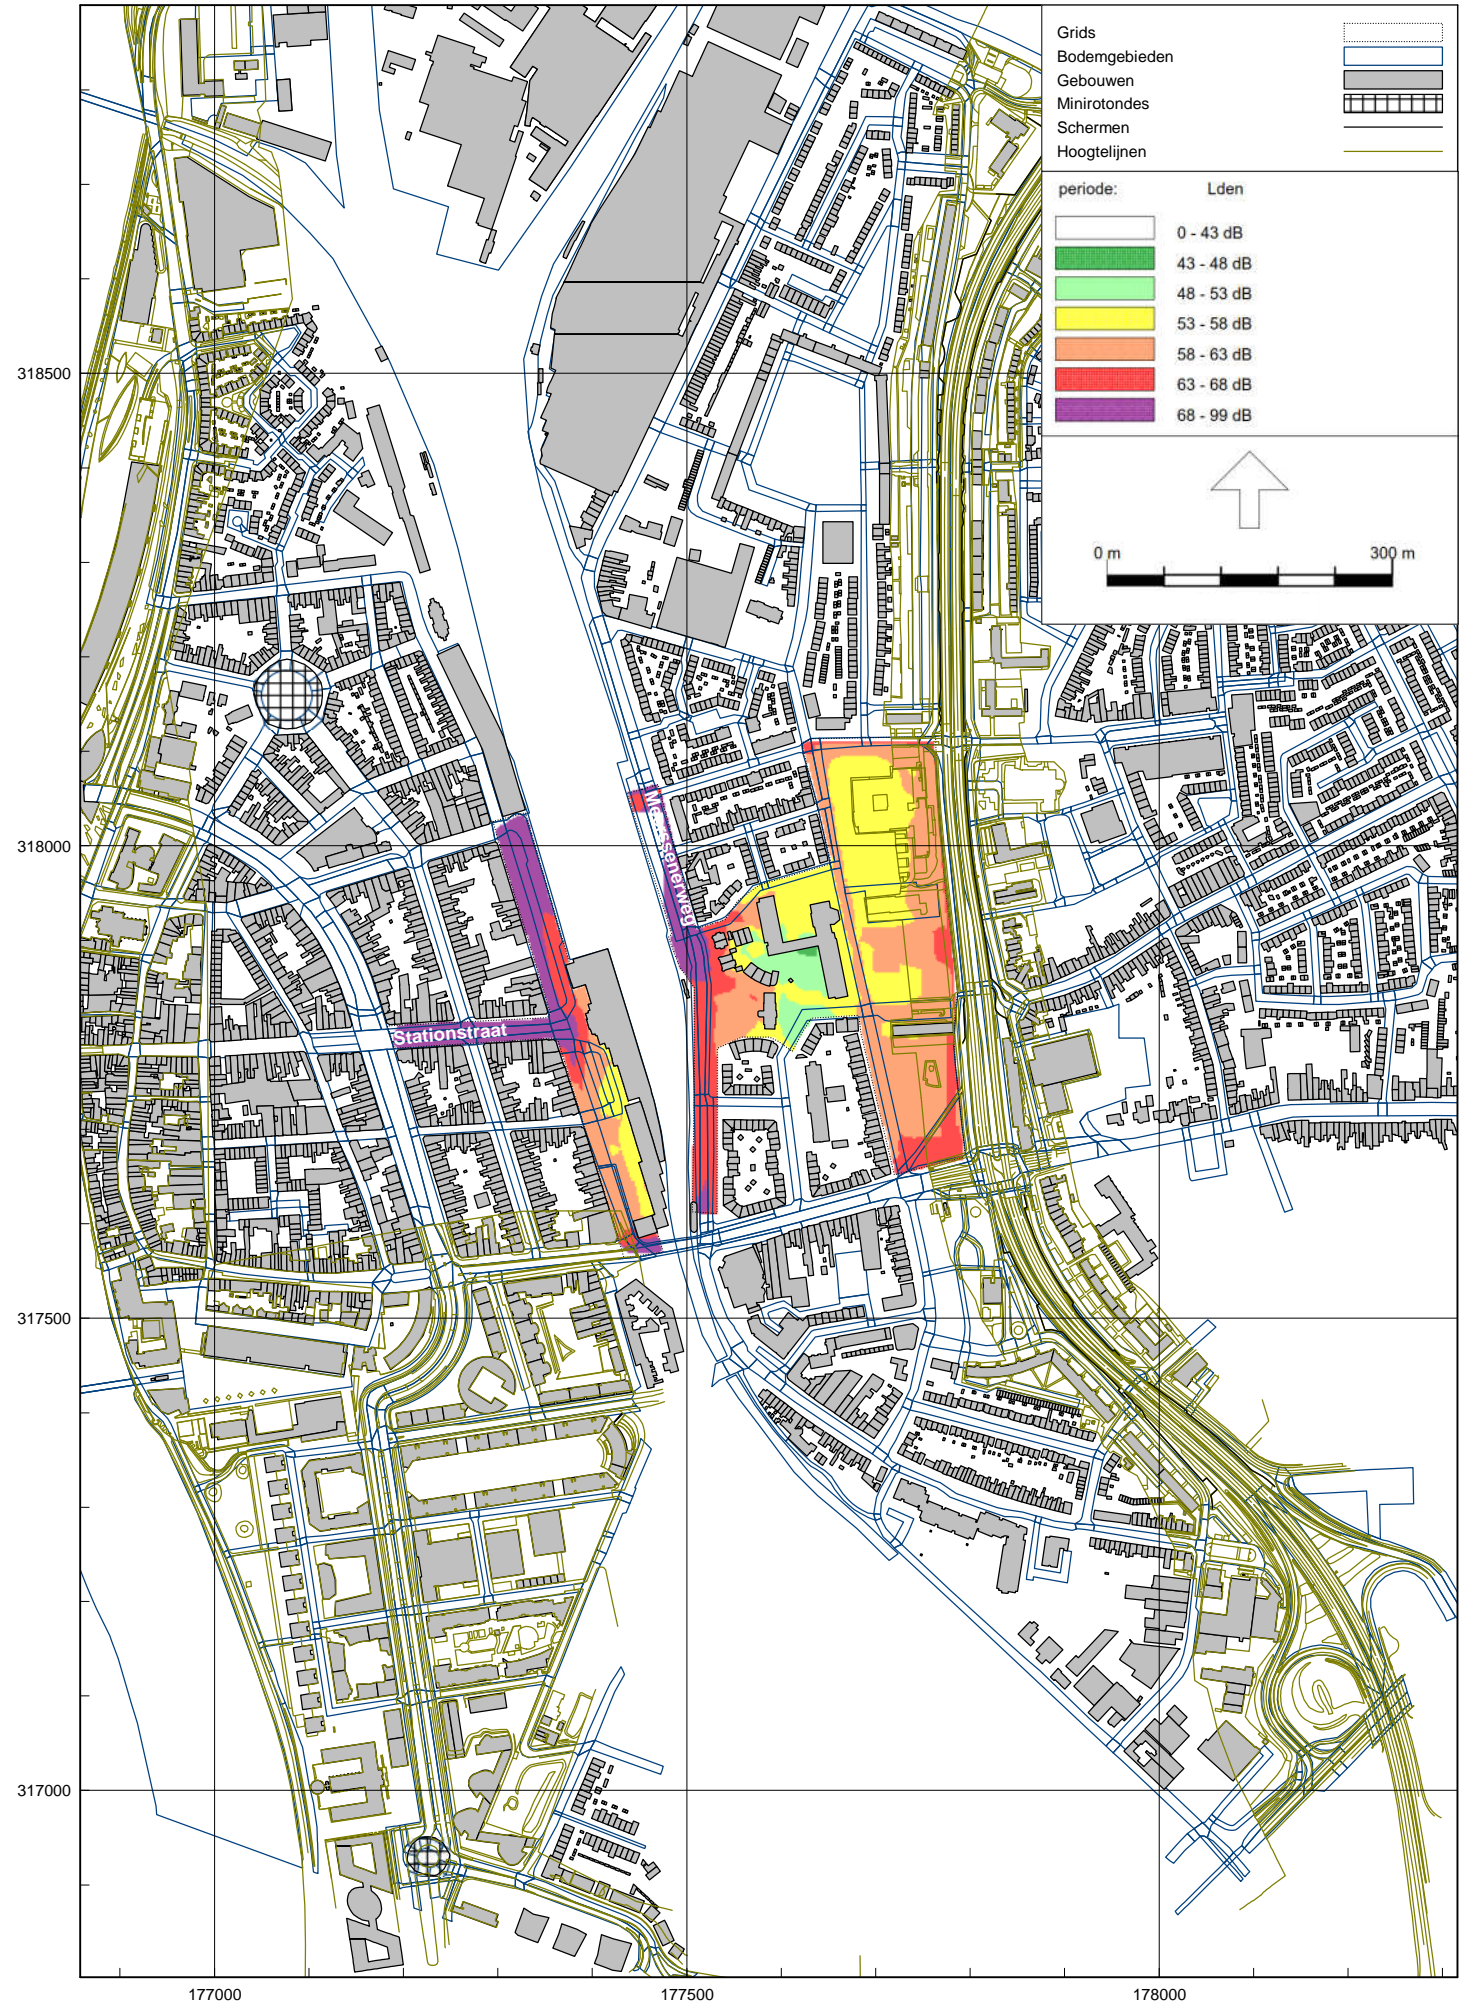 Grids
Bodemgebieden
Gebouwen
Minirotondes
Schermen
Hoogtelijnen
periode: Lden
0 - 43 dB
43 - 48 dB
48 - 53 dB
53 - 58 dB
58 - 63 dB
63 - 68 dB
68 - 99 dB
0 m 300 m
318500
318000
Stationstraat
317500
317000
177000 177500 178000